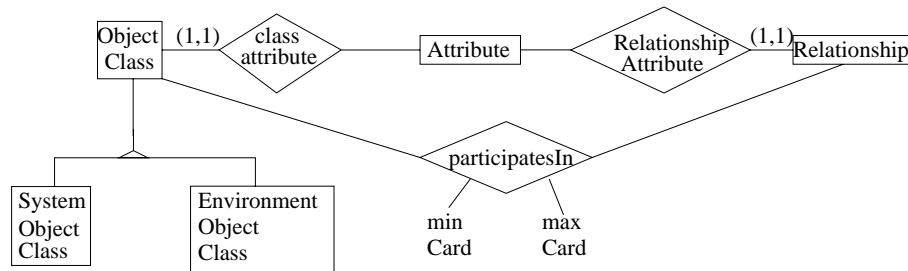 Object
Class
(1,1)
class
attribute
Attribute
Relationship
Attribute
(1,1)
Relationship
participatesIn
min
Card
max
Card
System
Object
Class
Environment
Object
Class